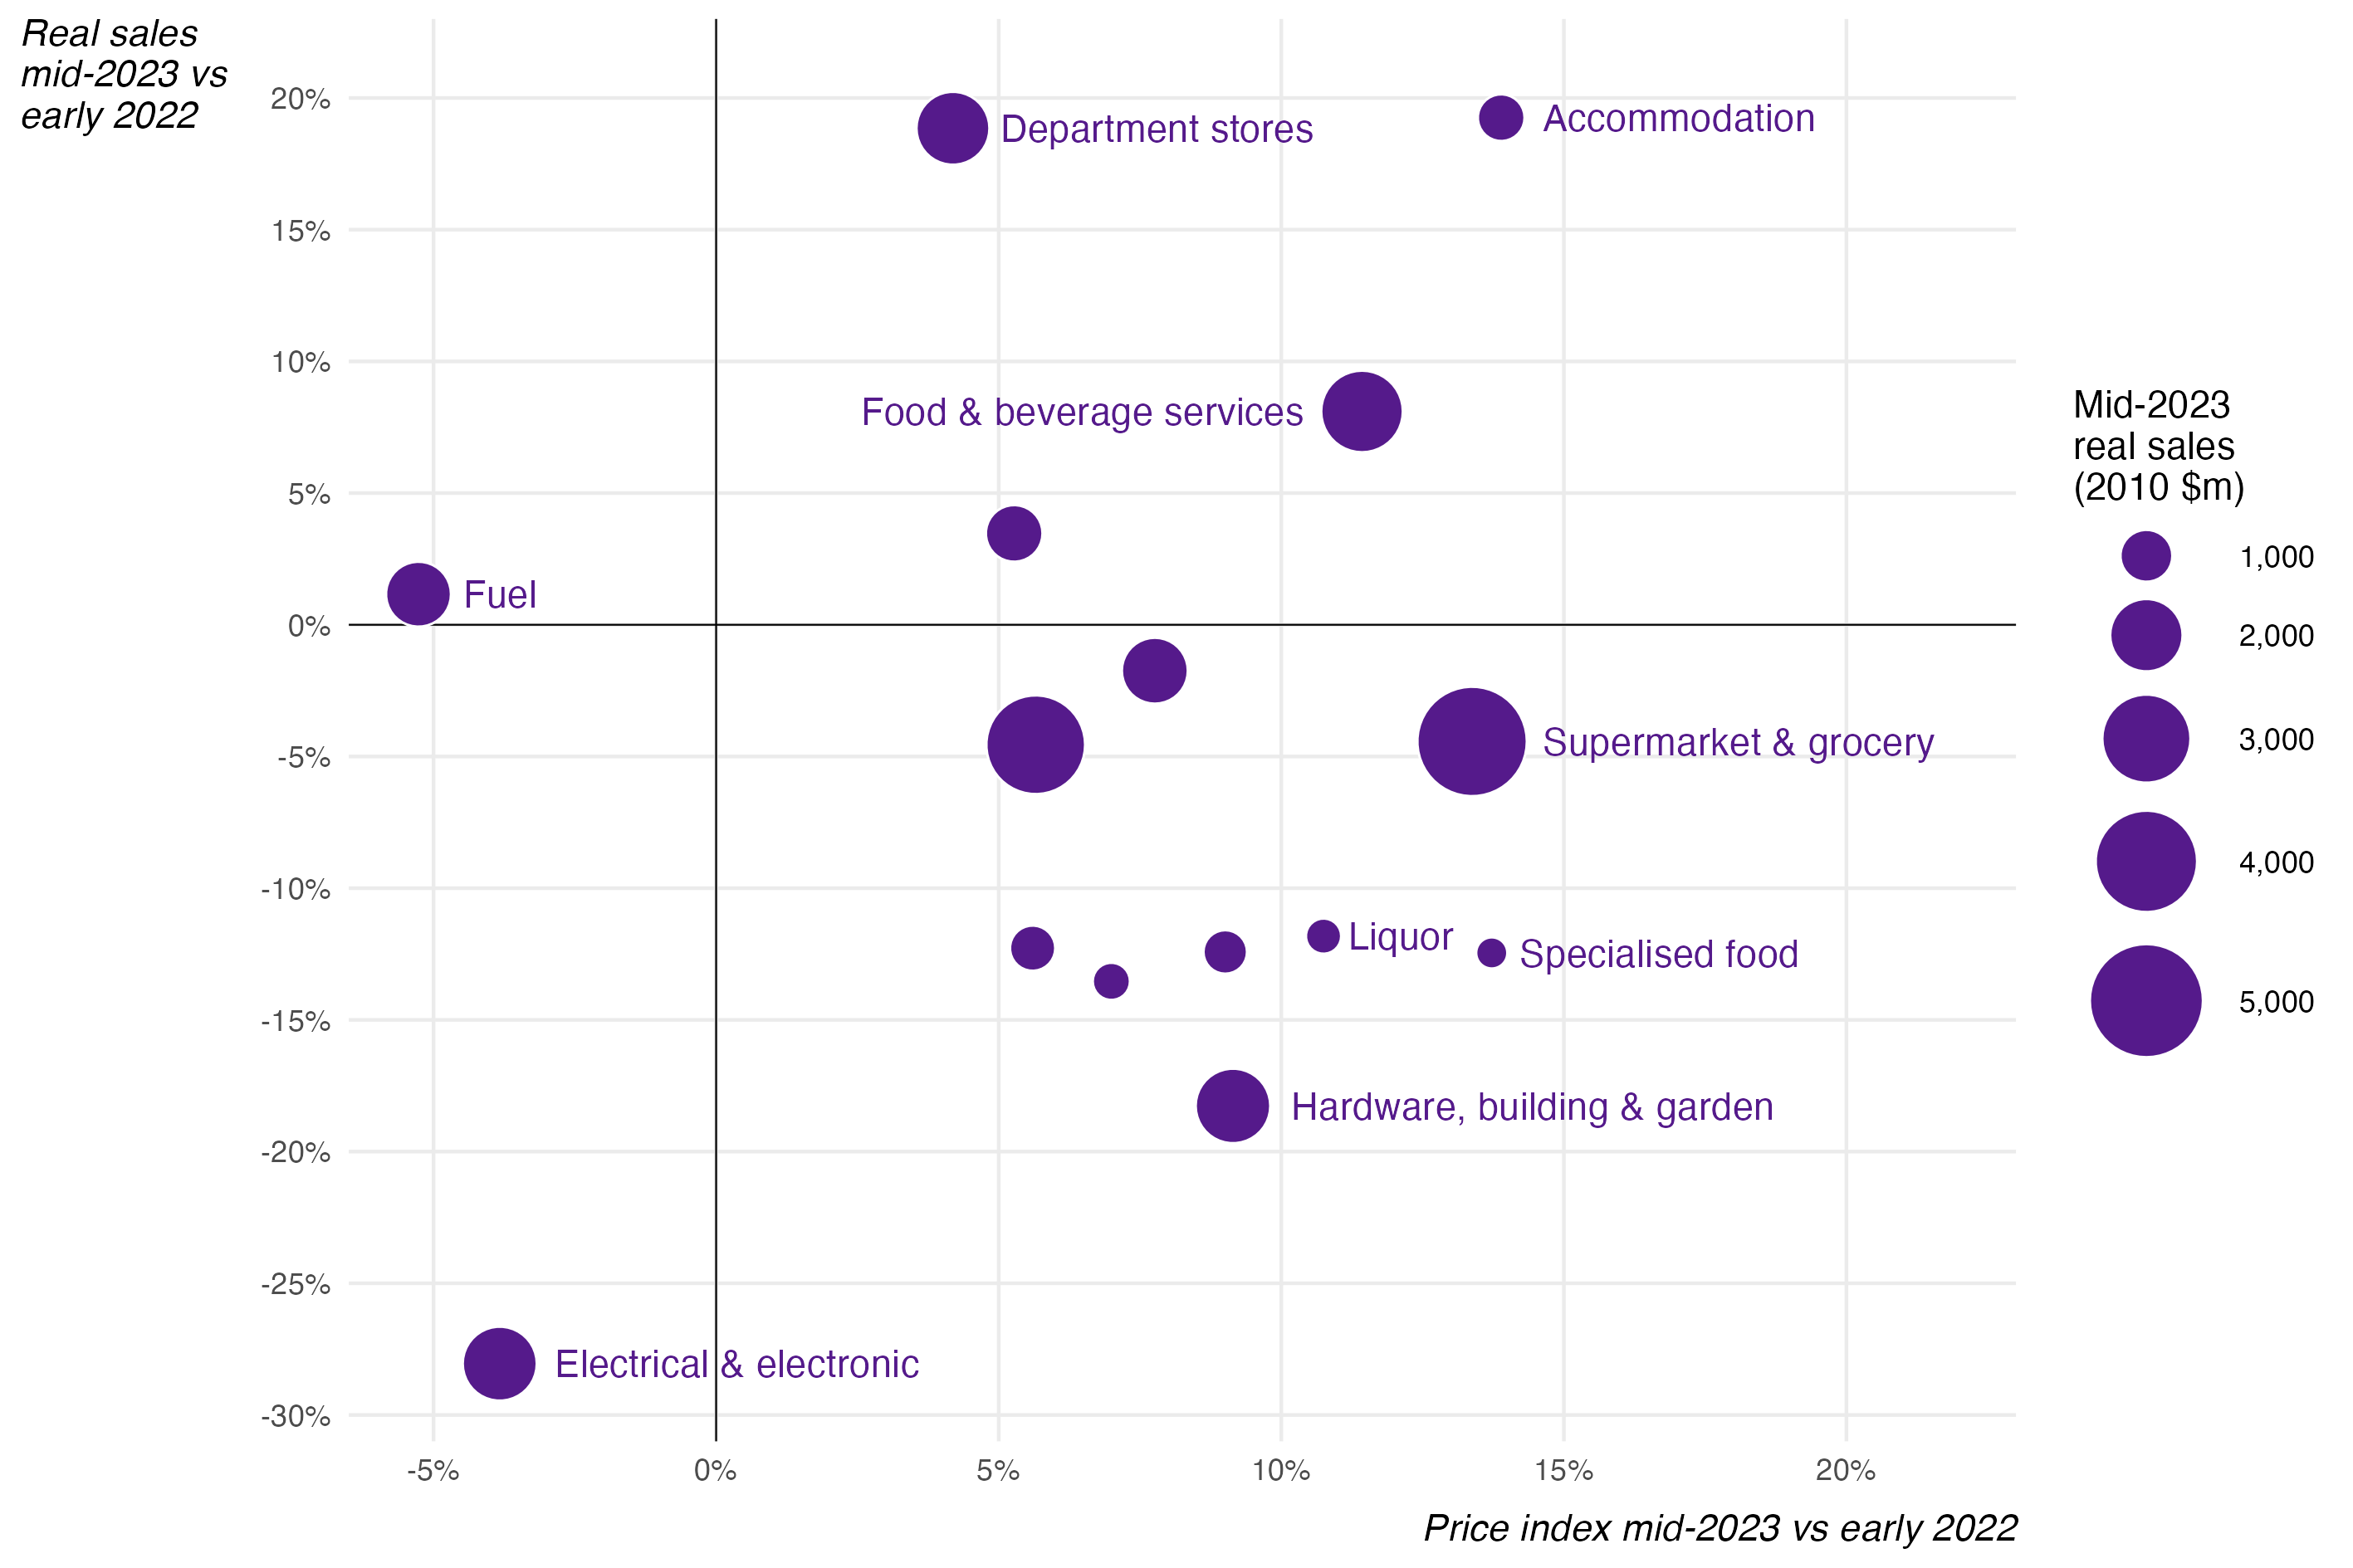 Real sales
mid-2023 vs
early 2022
20%
15%
10%
5%
0%
-5%
-10%
-15%
-20%
-25%
-30%
Department stores
Accommodation
Food & beverage services
Fuel
Supermarket & grocery
Liquor
Specialised food
Hardware, building & garden
Electrical & electronic
-5%
0%
5%
10%
15%
20%
Price index mid-2023 vs early 2022
Mid-2023
real sales
(2010 $m)
1,000
2,000
3,000
4,000
5,000